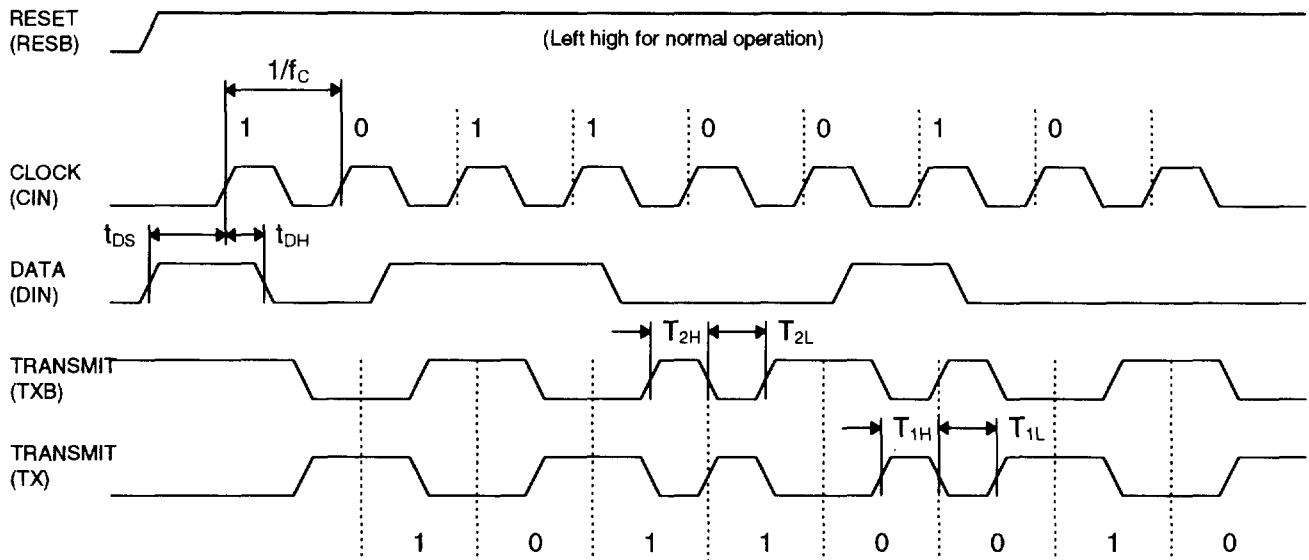 RESET
(RESB)
(Left high for normal operation)
1/fC
1 0 1 1 0 0 1 0
CLOCK
(CIN)
tDS tDH
DATA
(DIN)
T2H T2L
TRANSMIT
(TXB)
T1H T1L
TRANSMIT
(TX)
1 0 1 1 0 0 1 0